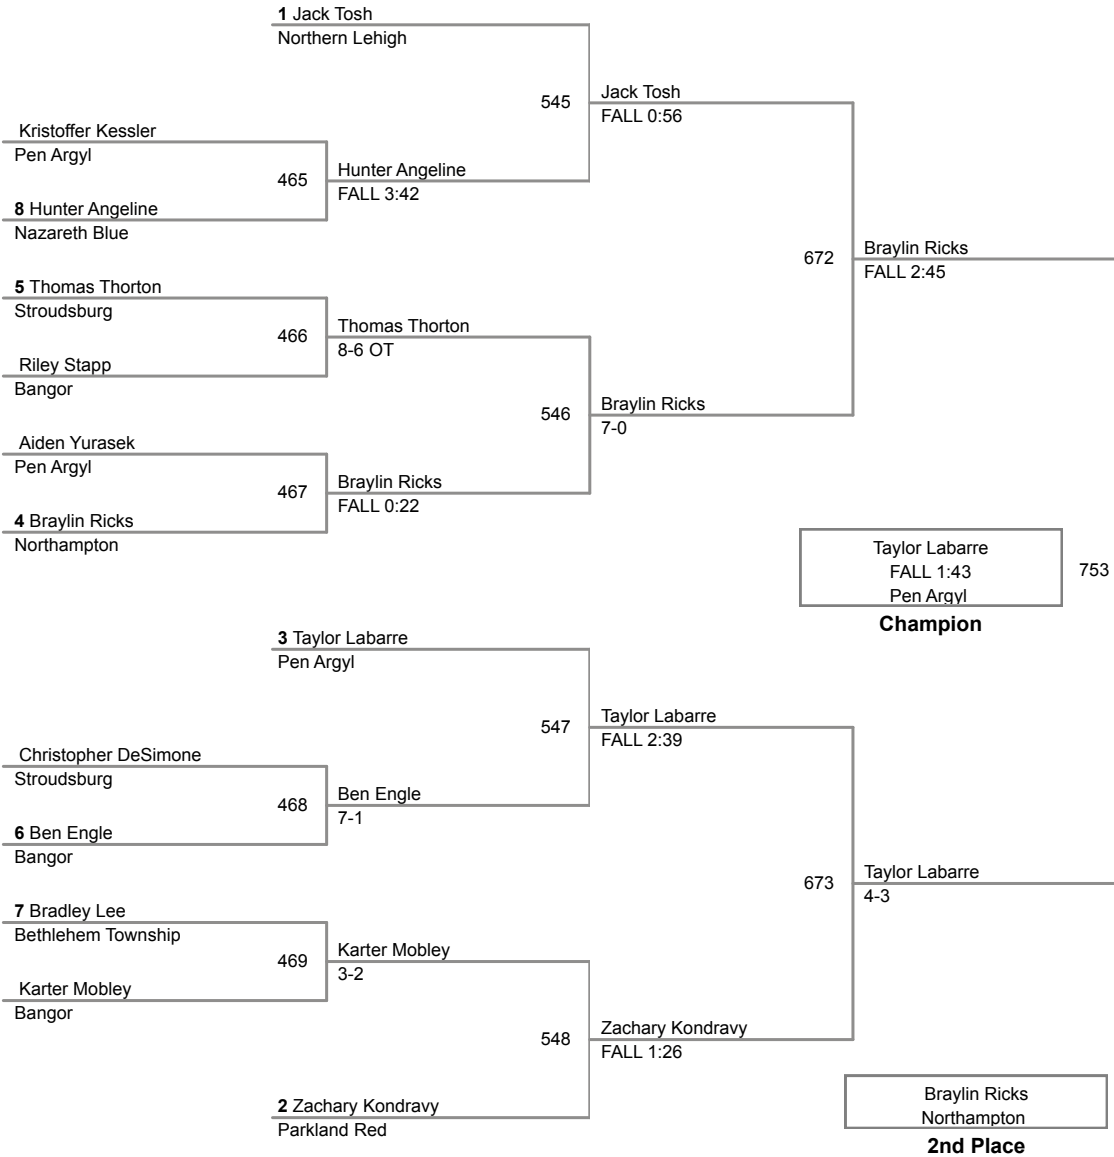 1 Jack Tosh
Northern Lehigh
545
Jack Tosh
FALL 0:56
Kristoffer Kessler
Pen Argyl
465
Hunter Angeline
FALL 3:42
8 Hunter Angeline
Nazareth Blue
672
Braylin Ricks
FALL 2:45
5 Thomas Thorton
Stroudsburg
466
Thomas Thorton
8-6 OT
Riley Stapp
Bangor
546
Braylin Ricks
7-0
Aiden Yurasek
Pen Argyl
467
Braylin Ricks
FALL 0:22
4 Braylin Ricks
Northampton
Taylor Labarre
FALL 1:43
Pen Argyl
753
Champion
3 Taylor Labarre
Pen Argyl
547
Taylor Labarre
FALL 2:39
Christopher DeSimone
Stroudsburg
468
Ben Engle
7-1
6 Ben Engle
Bangor
673
Taylor Labarre
4-3
7 Bradley Lee
Bethlehem Township
469
Karter Mobley
3-2
Karter Mobley
Bangor
548
Zachary Kondravy
FALL 1:26
2 Zachary Kondravy
Parkland Red
Braylin Ricks
Northampton
2nd Place